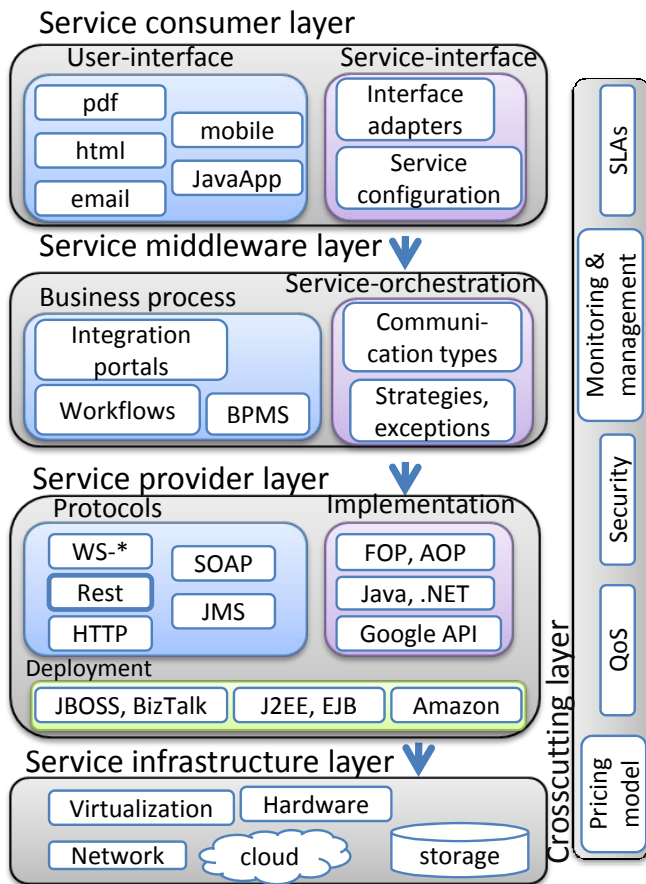 Service consumer layer
User-interface
Service-interface
pdf
html
email
mobile
JavaApp
Interface
adapters
Service
configuration
Service middleware layer
Business process
Service-orchestration
Integration
portals
Workflows
BPMS
Communi-
cation types
Strategies,
exceptions
Service provider layer
Protocols
Implementation
WS-*
Rest
HTTP
SOAP
JMS
FOP, AOP
Java, .NET
Google API
Deployment
JBOSS, BizTalk
J2EE, EJB
Amazon
Service infrastructure layer
Virtualization
Hardware
Network
cloud
storage
Crosscutting layer
SLAs
Monitoring &
management
Security
QoS
Pricing
model